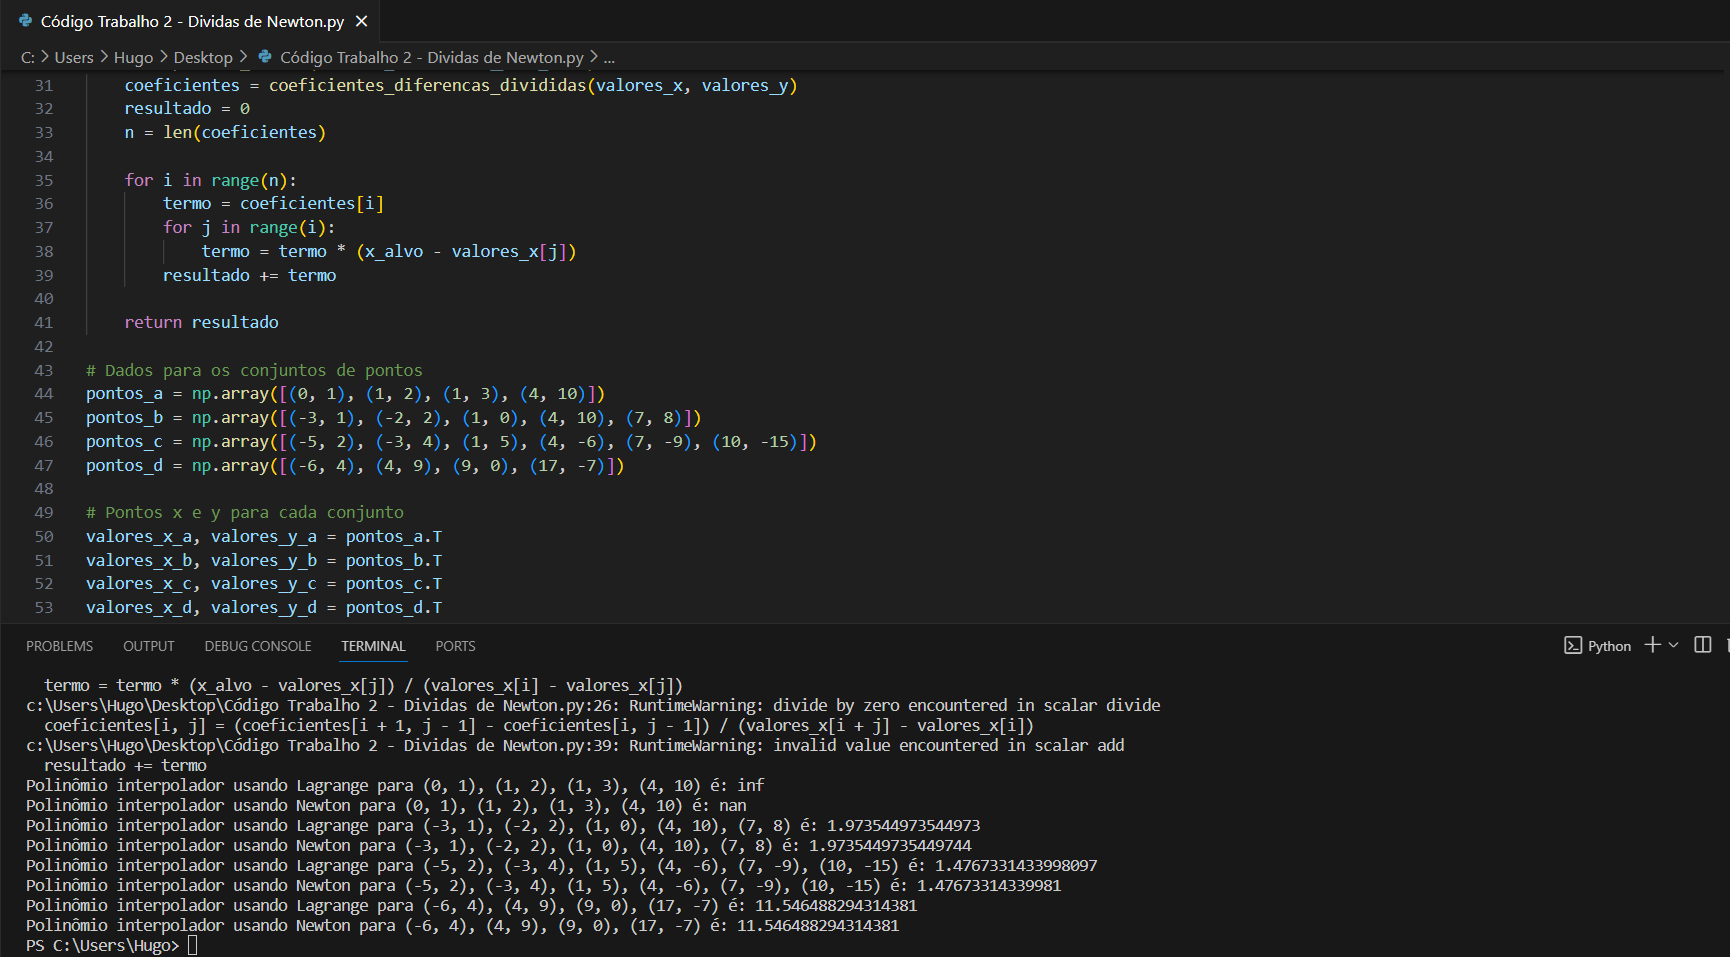 Código Trabalho 2 - Dividas de Newton.py ✕
C: > Users > Hugo > Desktop > Código Trabalho 2 - Dividas de Newton.py > ...
31 coeficientes = coeficientes_diferencas_divididas(valores_x, valores_y)
32 resultado = 0
33 n = len(coeficientes)
34
35 for i in range(n):
36 termo = coeficientes[i]
37 for j in range(i):
38 termo = termo * (x_alvo - valores_x[j])
39 resultado += termo
40
41 return resultado
42
43 # Dados para os conjuntos de pontos
44 pontos_a = np.array([(0, 1), (1, 2), (1, 3), (4, 10)])
45 pontos_b = np.array([(-3, 1), (-2, 2), (1, 0), (4, 10), (7, 8)])
46 pontos_c = np.array([(-5, 2), (-3, 4), (1, 5), (4, -6), (7, -9), (10, -15)])
47 pontos_d = np.array([(-6, 4), (4, 9), (9, 0), (17, -7)])
48
49 # Pontos x e y para cada conjunto
50 valores_x_a, valores_y_a = pontos_a.T
51 valores_x_b, valores_y_b = pontos_b.T
52 valores_x_c, valores_y_c = pontos_c.T
53 valores_x_d, valores_y_d = pontos_d.T
PROBLEMS OUTPUT DEBUG CONSOLE TERMINAL PORTS Python
termo = termo * (x_alvo - valores_x[j]) / (valores_x[i] - valores_x[j])
c:\Users\Hugo\Desktop\Código Trabalho 2 - Dividas de Newton.py:26: RuntimeWarning: divide by zero encountered in scalar divide
coeficientes[i, j] = (coeficientes[i + 1, j - 1] - coeficientes[i, j - 1]) / (valores_x[i + j] - valores_x[i])
c:\Users\Hugo\Desktop\Código Trabalho 2 - Dividas de Newton.py:39: RuntimeWarning: invalid value encountered in scalar add
resultado += termo
Polinômio interpolador usando Lagrange para (0, 1), (1, 2), (1, 3), (4, 10) é: inf
Polinômio interpolador usando Newton para (0, 1), (1, 2), (1, 3), (4, 10) é: nan
Polinômio interpolador usando Lagrange para (-3, 1), (-2, 2), (1, 0), (4, 10), (7, 8) é: 1.973544973544973
Polinômio interpolador usando Newton para (-3, 1), (-2, 2), (1, 0), (4, 10), (7, 8) é: 1.9735449735449744
Polinômio interpolador usando Lagrange para (-5, 2), (-3, 4), (1, 5), (4, -6), (7, -9), (10, -15) é: 1.4767331433998097
Polinômio interpolador usando Newton para (-5, 2), (-3, 4), (1, 5), (4, -6), (7, -9), (10, -15) é: 1.47673314339981
Polinômio interpolador usando Lagrange para (-6, 4), (4, 9), (9, 0), (17, -7) é: 11.546488294314381
Polinômio interpolador usando Newton para (-6, 4), (4, 9), (9, 0), (17, -7) é: 11.546488294314381
PS C:\Users\Hugo>